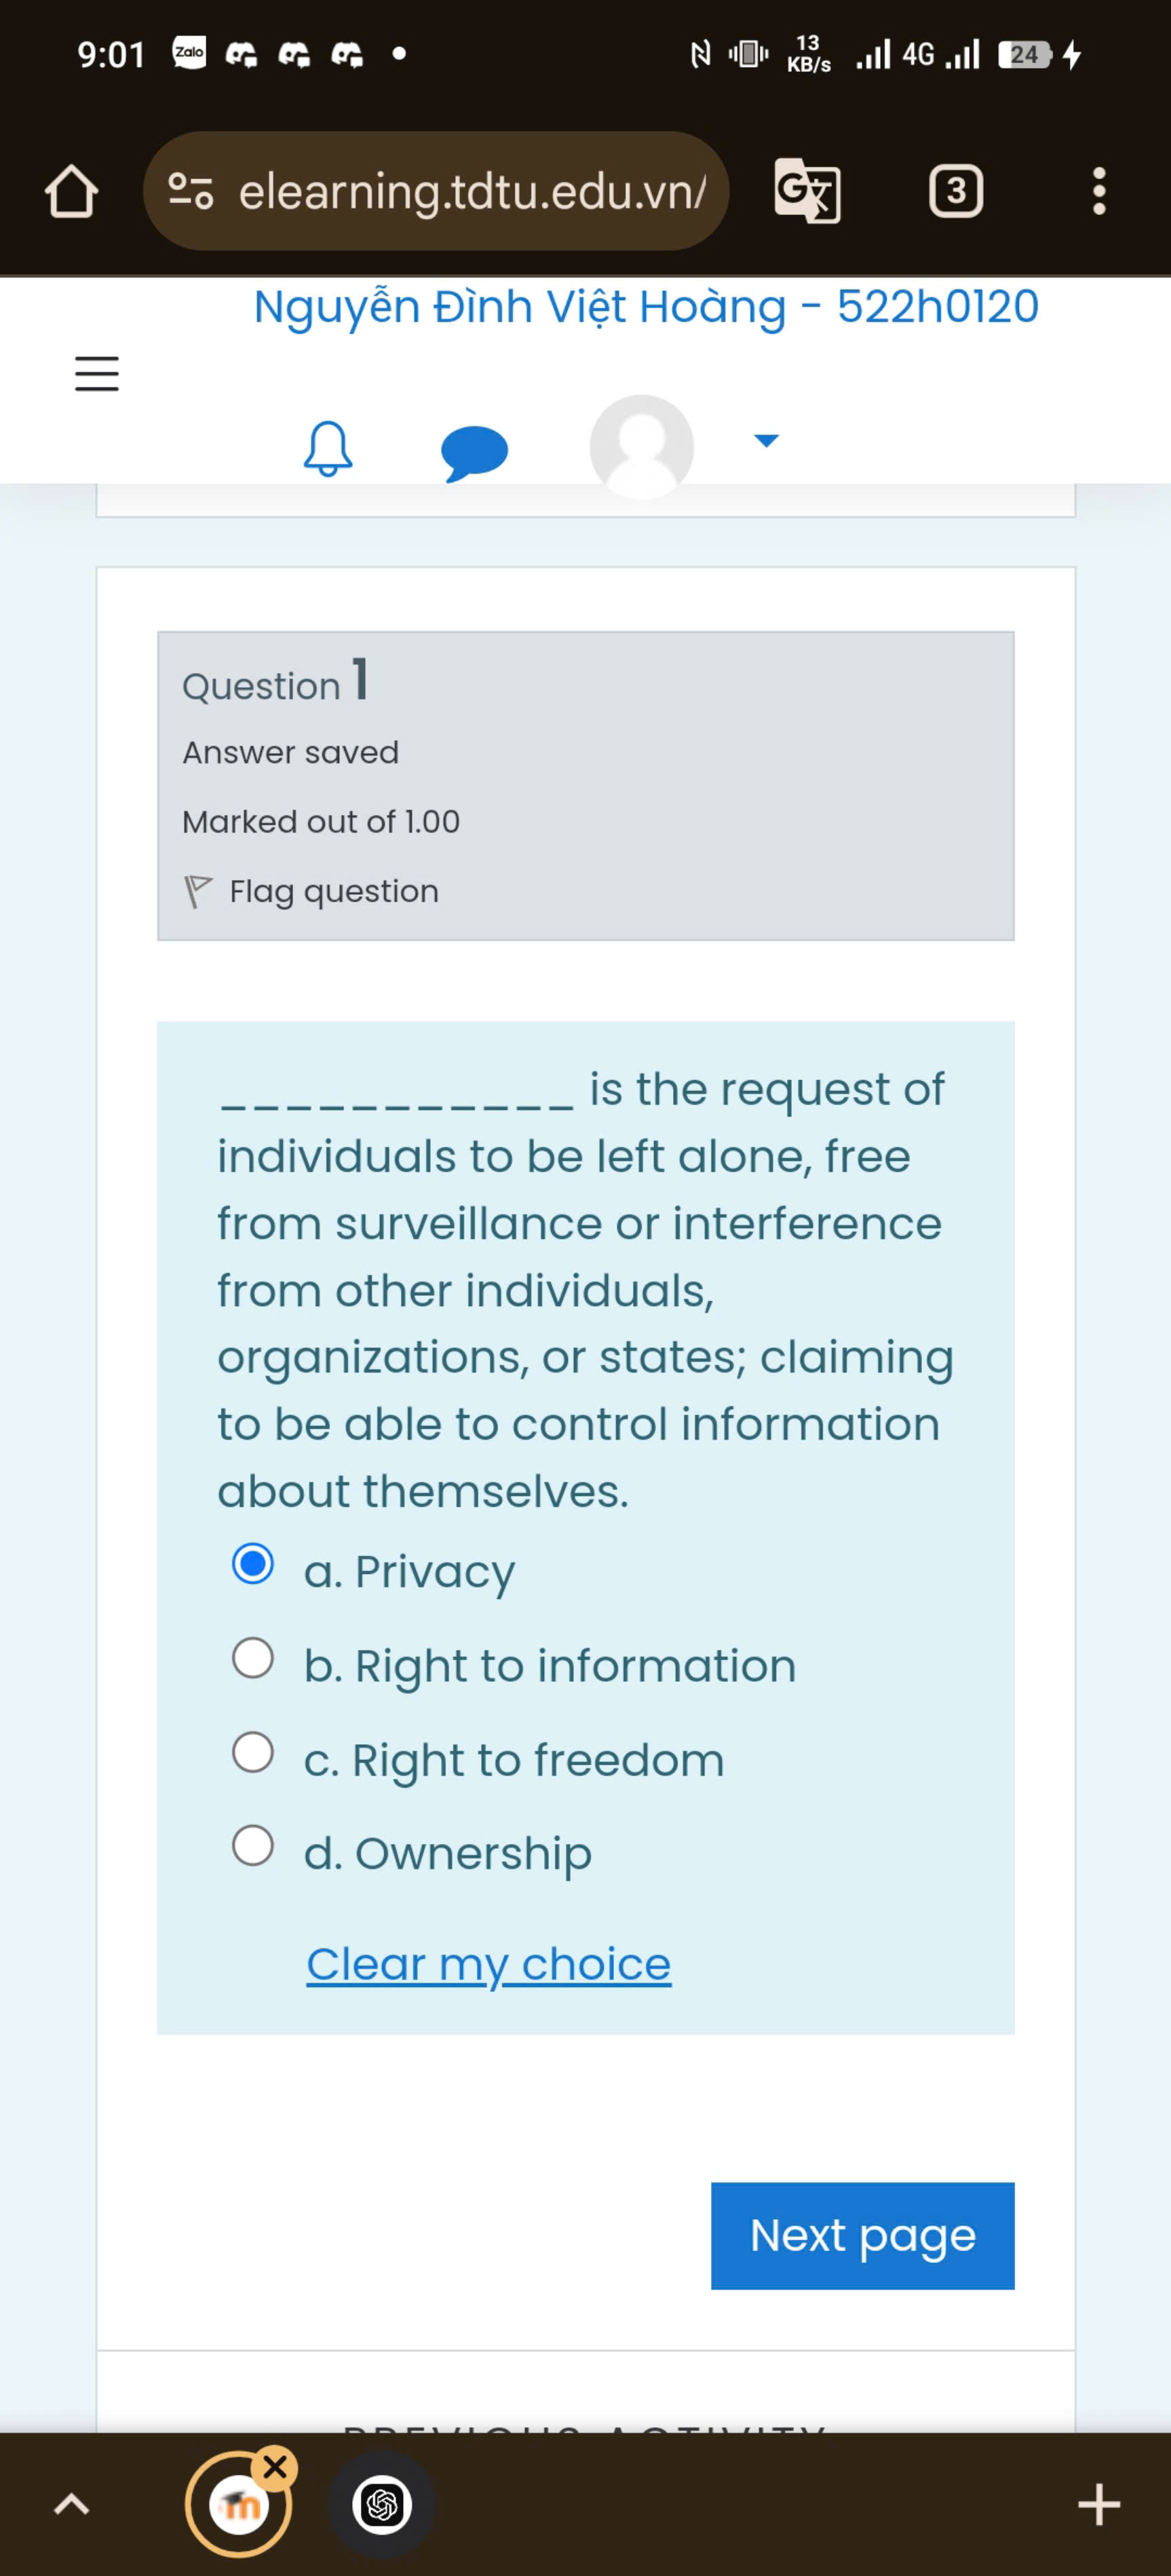 9:01 Zalo 13 KB/s 4G 24
elearning.tdtu.edu.vn/ 3
Nguyễn Đình Việt Hoàng - 522h0120
Question 1
Answer saved
Marked out of 1.00
Flag question
___________ is the request of
individuals to be left alone, free
from surveillance or interference
from other individuals,
organizations, or states; claiming
to be able to control information
about themselves.
a. Privacy
b. Right to information
c. Right to freedom
d. Ownership
Clear my choice
Next page
PREVIOUS ACTIVITY